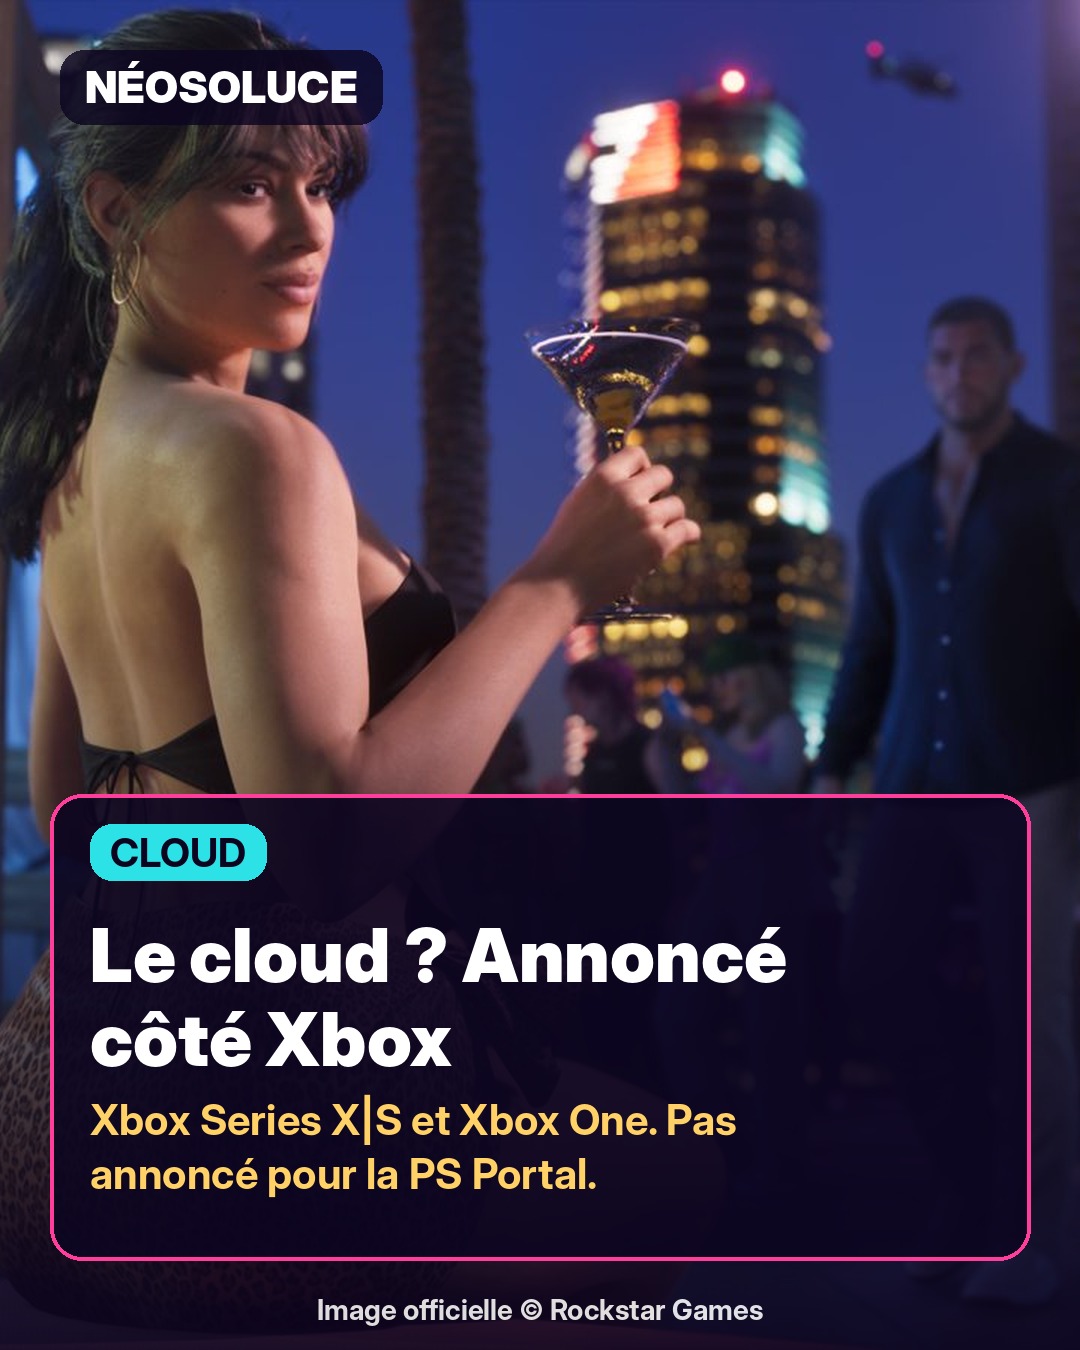 NÉOSOLUCE
CLOUD
Le cloud ? Annoncé
côté Xbox
Xbox Series X|S et Xbox One. Pas
annoncé pour la PS Portal.
Image officielle © Rockstar Games